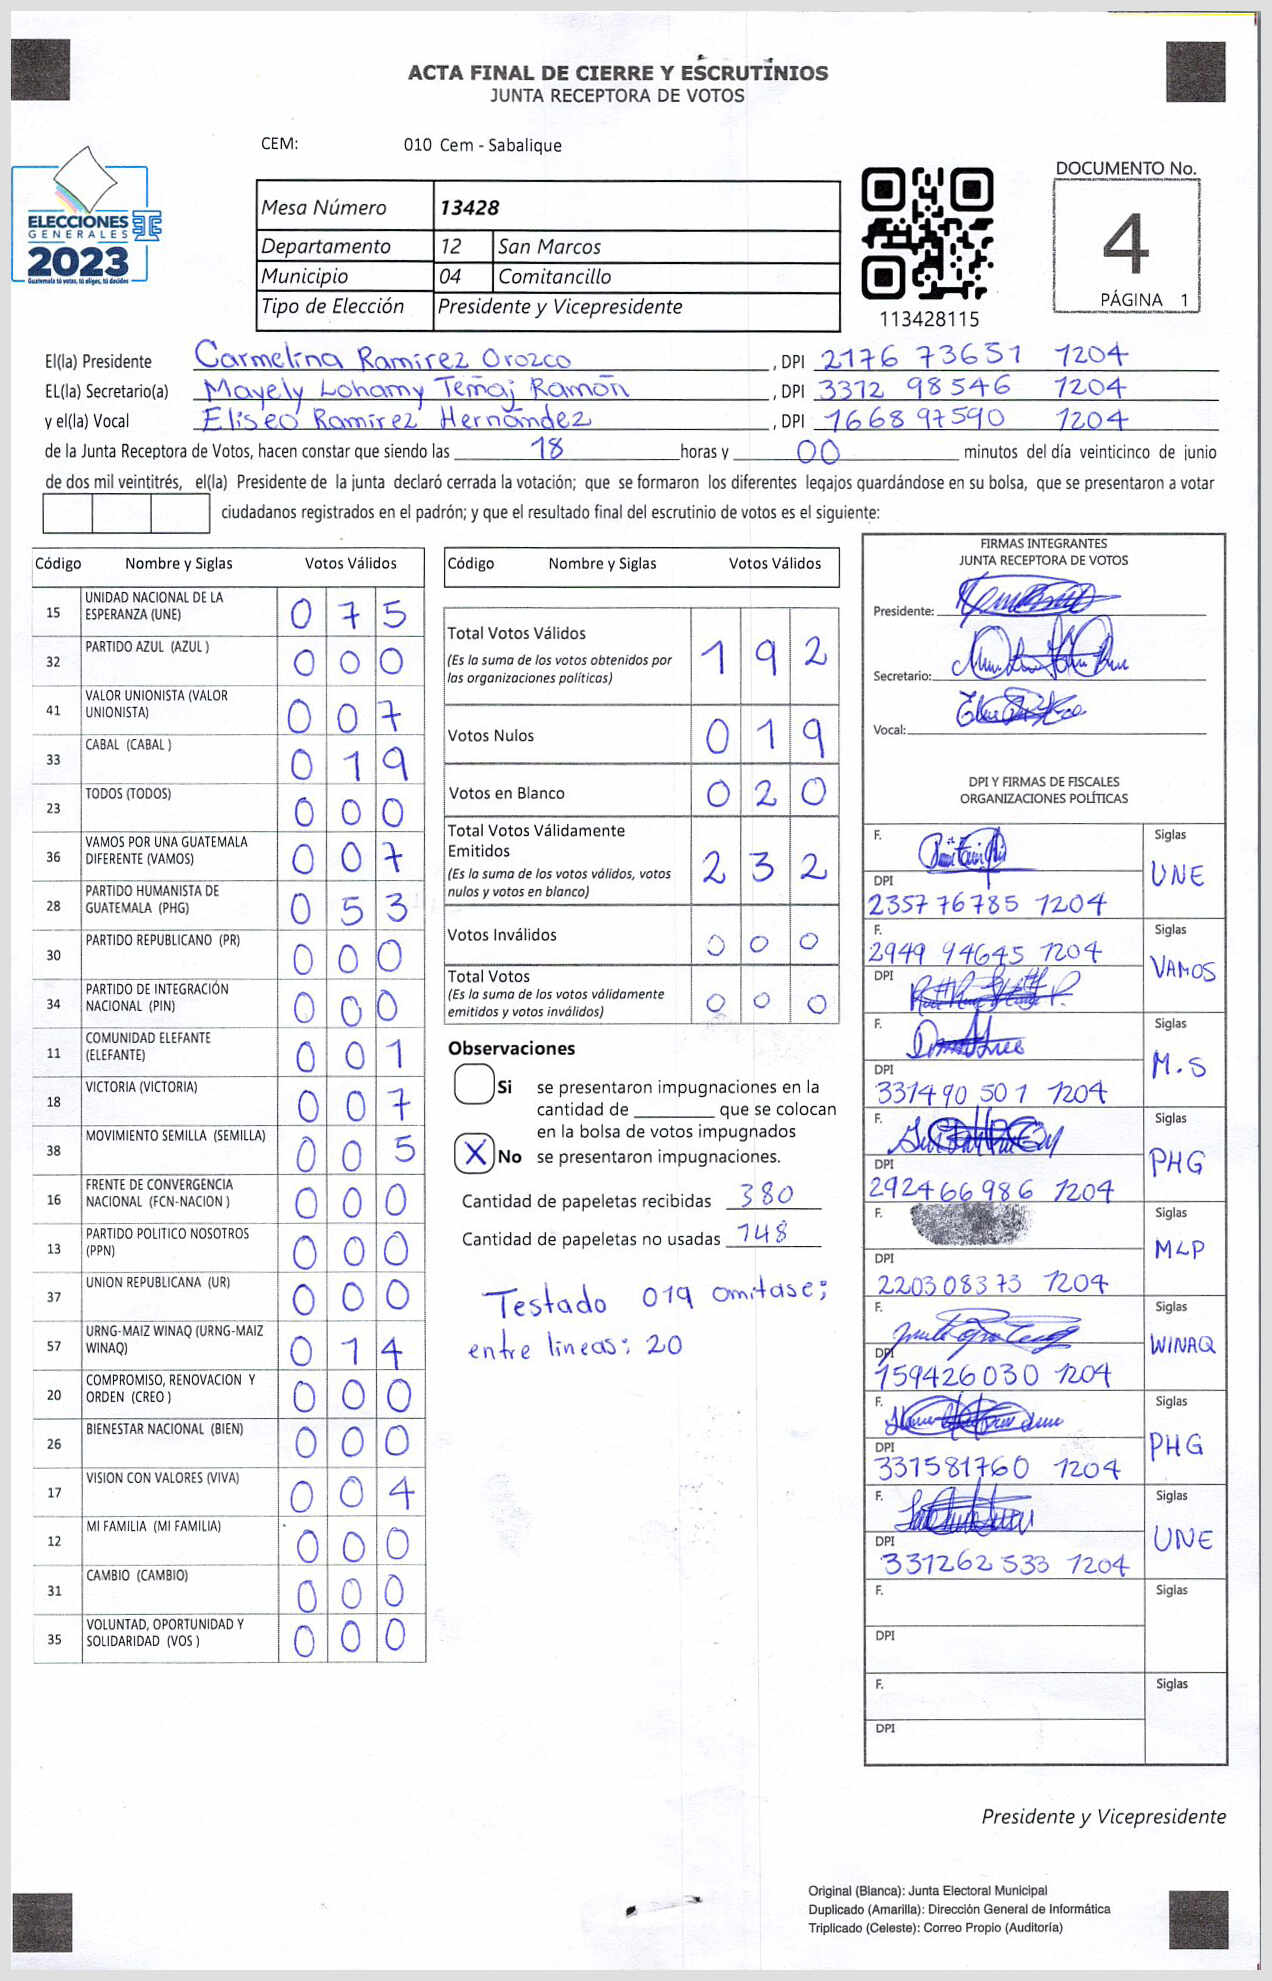 ACTA FINAL DE CIERRE Y ESCRUTINIOS
JUNTA RECEPTORA DE VOTOS
CEM: 010 Cem - Sabalique
ELECCIONES
GENERALES
2023
Guatemala tú votas, tú eliges, tú decides
Mesa Número 13428
Departamento 12 San Marcos
Municipio 04 Comitancillo
Tipo de Elección Presidente y Vicepresidente
113428115
DOCUMENTO No.
4
PÁGINA 1
El(la) Presidente Carmelina Ramirez Orozco , DPI 2176 73651 1204
EL(la) Secretario(a) Mayely Lohamy Temaj Ramón , DPI 3312 98546 1204
y el(la) Vocal Eliseo Ramirez Hernández , DPI 1668 97590 1204
de la Junta Receptora de Votos, hacen constar que siendo las 18 horas y 00 minutos del día veinticinco de junio
de dos mil veintitrés, el(la) Presidente de la junta declaró cerrada la votación; que se formaron los diferentes legajos guardándose en su bolsa, que se presentaron a votar
ciudadanos registrados en el padrón; y que el resultado final del escrutinio de votos es el siguiente:
Código Nombre y Siglas Votos Válidos
15 UNIDAD NACIONAL DE LA ESPERANZA (UNE) 0 7 5
32 PARTIDO AZUL (AZUL ) 0 0 0
41 VALOR UNIONISTA (VALOR UNIONISTA) 0 0 7
33 CABAL (CABAL ) 0 1 9
23 TODOS (TODOS) 0 0 0
36 VAMOS POR UNA GUATEMALA DIFERENTE (VAMOS) 0 0 7
28 PARTIDO HUMANISTA DE GUATEMALA (PHG) 0 5 3
30 PARTIDO REPUBLICANO (PR) 0 0 0
34 PARTIDO DE INTEGRACIÓN NACIONAL (PIN) 0 0 0
11 COMUNIDAD ELEFANTE (ELEFANTE) 0 0 1
18 VICTORIA (VICTORIA) 0 0 7
38 MOVIMIENTO SEMILLA (SEMILLA) 0 0 5
16 FRENTE DE CONVERGENCIA NACIONAL (FCN-NACION ) 0 0 0
13 PARTIDO POLITICO NOSOTROS (PPN) 0 0 0
37 UNION REPUBLICANA (UR) 0 0 0
57 URNG-MAIZ WINAQ (URNG-MAIZ WINAQ) 0 1 4
20 COMPROMISO, RENOVACION Y ORDEN (CREO ) 0 0 0
26 BIENESTAR NACIONAL (BIEN) 0 0 0
17 VISION CON VALORES (VIVA) 0 0 4
12 MI FAMILIA (MI FAMILIA) 0 0 0
31 CAMBIO (CAMBIO) 0 0 0
35 VOLUNTAD, OPORTUNIDAD Y SOLIDARIDAD (VOS ) 0 0 0
Código Nombre y Siglas Votos Válidos
Total Votos Válidos 1 9 2
(Es la suma de los votos obtenidos por
las organizaciones políticas)
Votos Nulos 0 1 9
Votos en Blanco 0 2 0
Total Votos Válidamente
Emitidos 2 3 2
(Es la suma de los votos válidos, votos
nulos y votos en blanco)
Votos Inválidos 0 0 0
Total Votos
(Es la suma de los votos válidamente
emitidos y votos inválidos) 0 0 0
Observaciones
Si se presentaron impugnaciones en la
cantidad de ________ que se colocan
en la bolsa de votos impugnados
X No se presentaron impugnaciones.
Cantidad de papeletas recibidas 380
Cantidad de papeletas no usadas 148
Testado 019 omitase;
entre lineas: 20
FIRMAS INTEGRANTES
JUNTA RECEPTORA DE VOTOS
Presidente:
Secretario:
Vocal:
DPI Y FIRMAS DE FISCALES
ORGANIZACIONES POLÍTICAS
F. Siglas
UNE
DPI
2357 76785 1204
F. Siglas
2949 94645 1204
VAMOS
DPI
F. Siglas
M.S
DPI
331490 501 1204
F. Siglas
PHG
DPI
292466986 1204
F. Siglas
MLP
DPI
220308373 1204
F. Siglas
WINAQ
DPI
159426030 1204
F. Siglas
PHG
DPI
331581760 1204
F. Siglas
UNE
DPI
331262533 1204
F. Siglas
DPI
F. Siglas
DPI
Presidente y Vicepresidente
Original (Blanca): Junta Electoral Municipal
Duplicado (Amarilla): Dirección General de Informática
Triplicado (Celeste): Correo Propio (Auditoría)